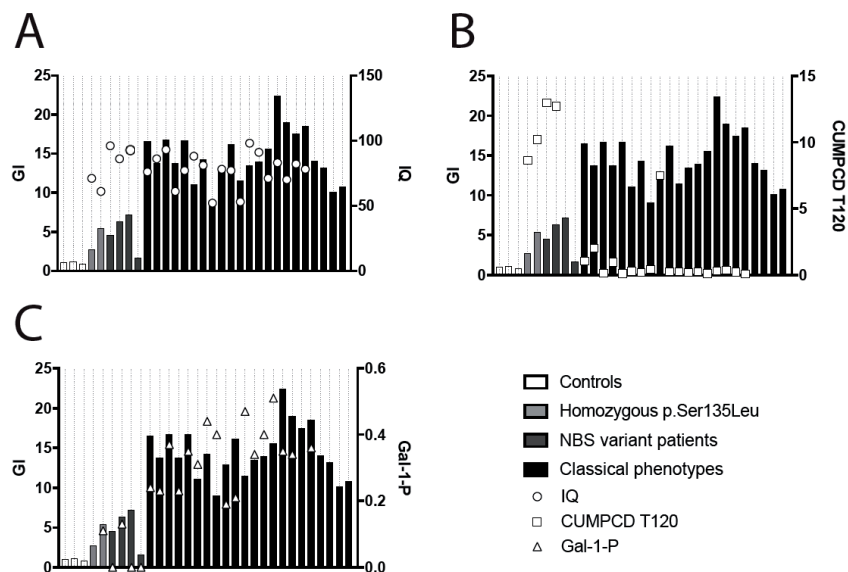 A
25
20
15
10
5
0
GI
150
100
50
0
IQ
B
25
20
15
10
5
0
GI
15
10
5
0
CUMPCD T120
C
25
20
15
10
5
0
GI
0.6
0.4
0.2
0.0
Gal-1-P
Controls
Homozygous p.Ser135Leu
NBS variant patients
Classical phenotypes
IQ
CUMPCD T120
Gal-1-P